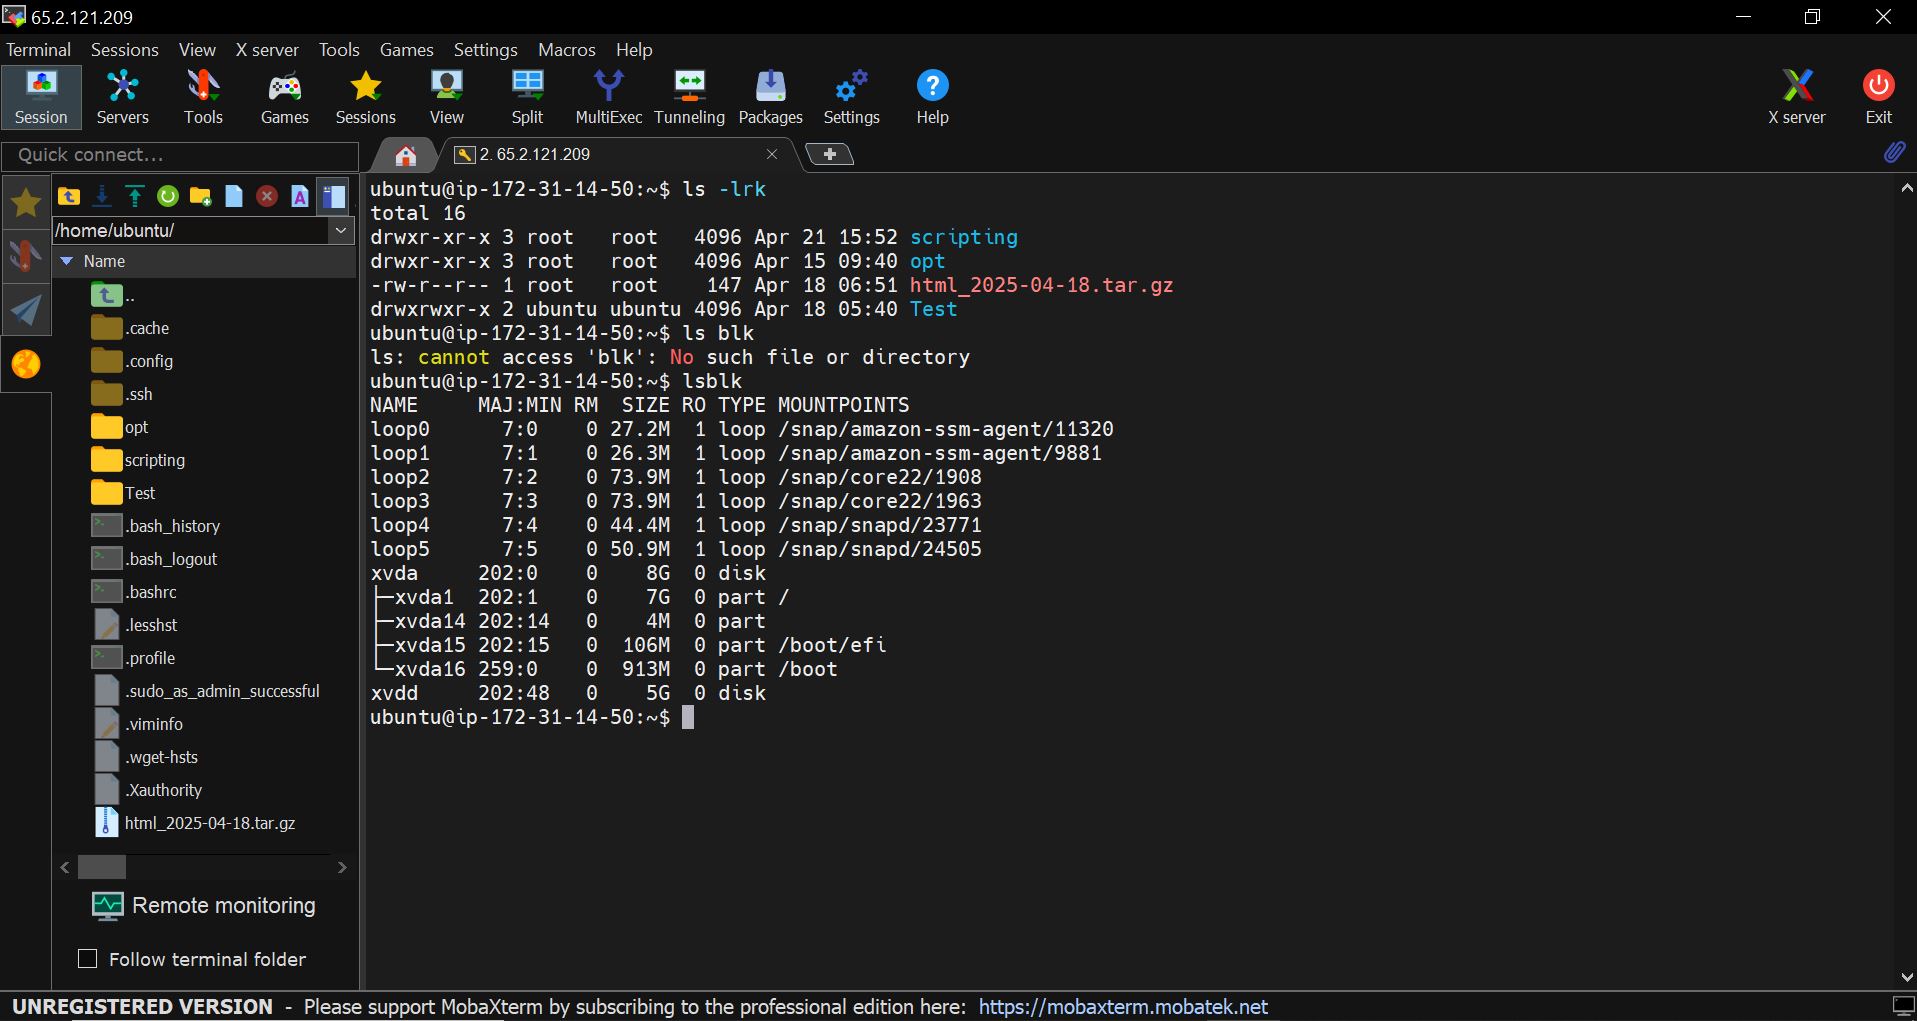 65.2.121.209
Terminal Sessions View X server Tools Games Settings Macros Help
Session Servers Tools Games Sessions View Split MultiExec Tunneling Packages Settings Help X server Exit
Quick connect...
2. 65.2.121.209
/home/ubuntu/
Name
..
.cache
.config
.ssh
opt
scripting
Test
.bash_history
.bash_logout
.bashrc
.lesshst
.profile
.sudo_as_admin_successful
.viminfo
.wget-hsts
.Xauthority
html_2025-04-18.tar.gz
Remote monitoring
Follow terminal folder
ubuntu@ip-172-31-14-50:~$ ls -lrk
total 16
drwxr-xr-x 3 root   root   4096 Apr 21 15:52 scripting
drwxr-xr-x 3 root   root   4096 Apr 15 09:40 opt
-rw-r--r-- 1 root   root    147 Apr 18 06:51 html_2025-04-18.tar.gz
drwxrwxr-x 2 ubuntu ubuntu 4096 Apr 18 05:40 Test
ubuntu@ip-172-31-14-50:~$ ls blk
ls: cannot access 'blk': No such file or directory
ubuntu@ip-172-31-14-50:~$ lsblk
NAME     MAJ:MIN RM  SIZE RO TYPE MOUNTPOINTS
loop0      7:0    0 27.2M  1 loop /snap/amazon-ssm-agent/11320
loop1      7:1    0 26.3M  1 loop /snap/amazon-ssm-agent/9881
loop2      7:2    0 73.9M  1 loop /snap/core22/1908
loop3      7:3    0 73.9M  1 loop /snap/core22/1963
loop4      7:4    0 44.4M  1 loop /snap/snapd/23771
loop5      7:5    0 50.9M  1 loop /snap/snapd/24505
xvda     202:0    0    8G  0 disk
├─xvda1  202:1    0    7G  0 part /
├─xvda14 202:14   0    4M  0 part
├─xvda15 202:15   0  106M  0 part /boot/efi
└─xvda16 259:0    0  913M  0 part /boot
xvdd     202:48   0    5G  0 disk
ubuntu@ip-172-31-14-50:~$
UNREGISTERED VERSION - Please support MobaXterm by subscribing to the professional edition here: https://mobaxterm.mobatek.net